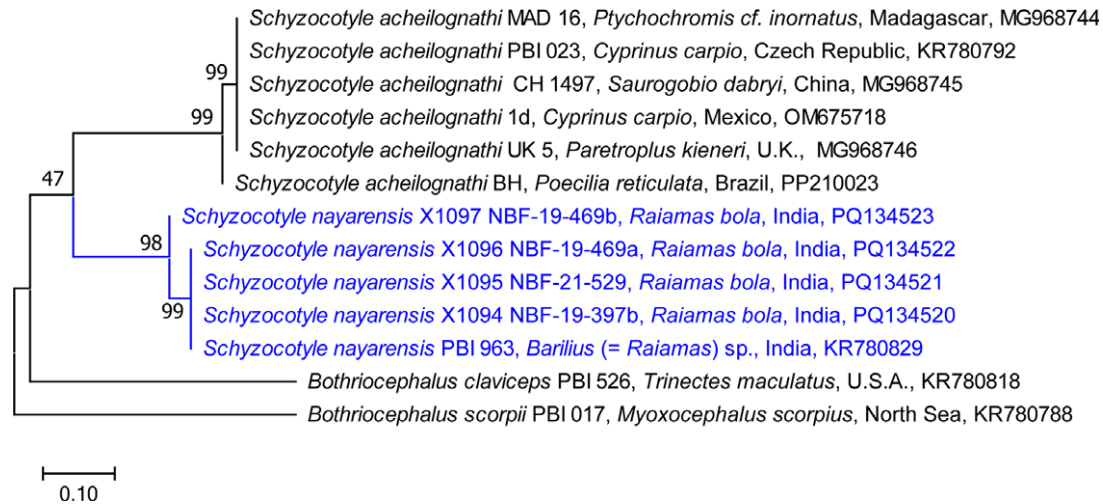 Schyzocotyle acheilognathi MAD 16, Ptychochromis cf. inornatus, Madagascar, MG968744
Schyzocotyle acheilognathi PBI 023, Cyprinus carpio, Czech Republic, KR780792
99
Schyzocotyle acheilognathi CH 1497, Saurogobio dabryi, China, MG968745
99
Schyzocotyle acheilognathi 1d, Cyprinus carpio, Mexico, OM675718
Schyzocotyle acheilognathi UK 5, Paretroplus kieneri, U.K., MG968746
47
Schyzocotyle acheilognathi BH, Poecilia reticulata, Brazil, PP210023
Schyzocotyle nayarensis X1097 NBF-19-469b, Raiamas bola, India, PQ134523
98
Schyzocotyle nayarensis X1096 NBF-19-469a, Raiamas bola, India, PQ134522
Schyzocotyle nayarensis X1095 NBF-21-529, Raiamas bola, India, PQ134521
99
Schyzocotyle nayarensis X1094 NBF-19-397b, Raiamas bola, India, PQ134520
Schyzocotyle nayarensis PBI 963, Barilius (= Raiamas) sp., India, KR780829
Bothriocephalus claviceps PBI 526, Trinectes maculatus, U.S.A., KR780818
Bothriocephalus scorpii PBI 017, Myoxocephalus scorpius, North Sea, KR780788
0.10